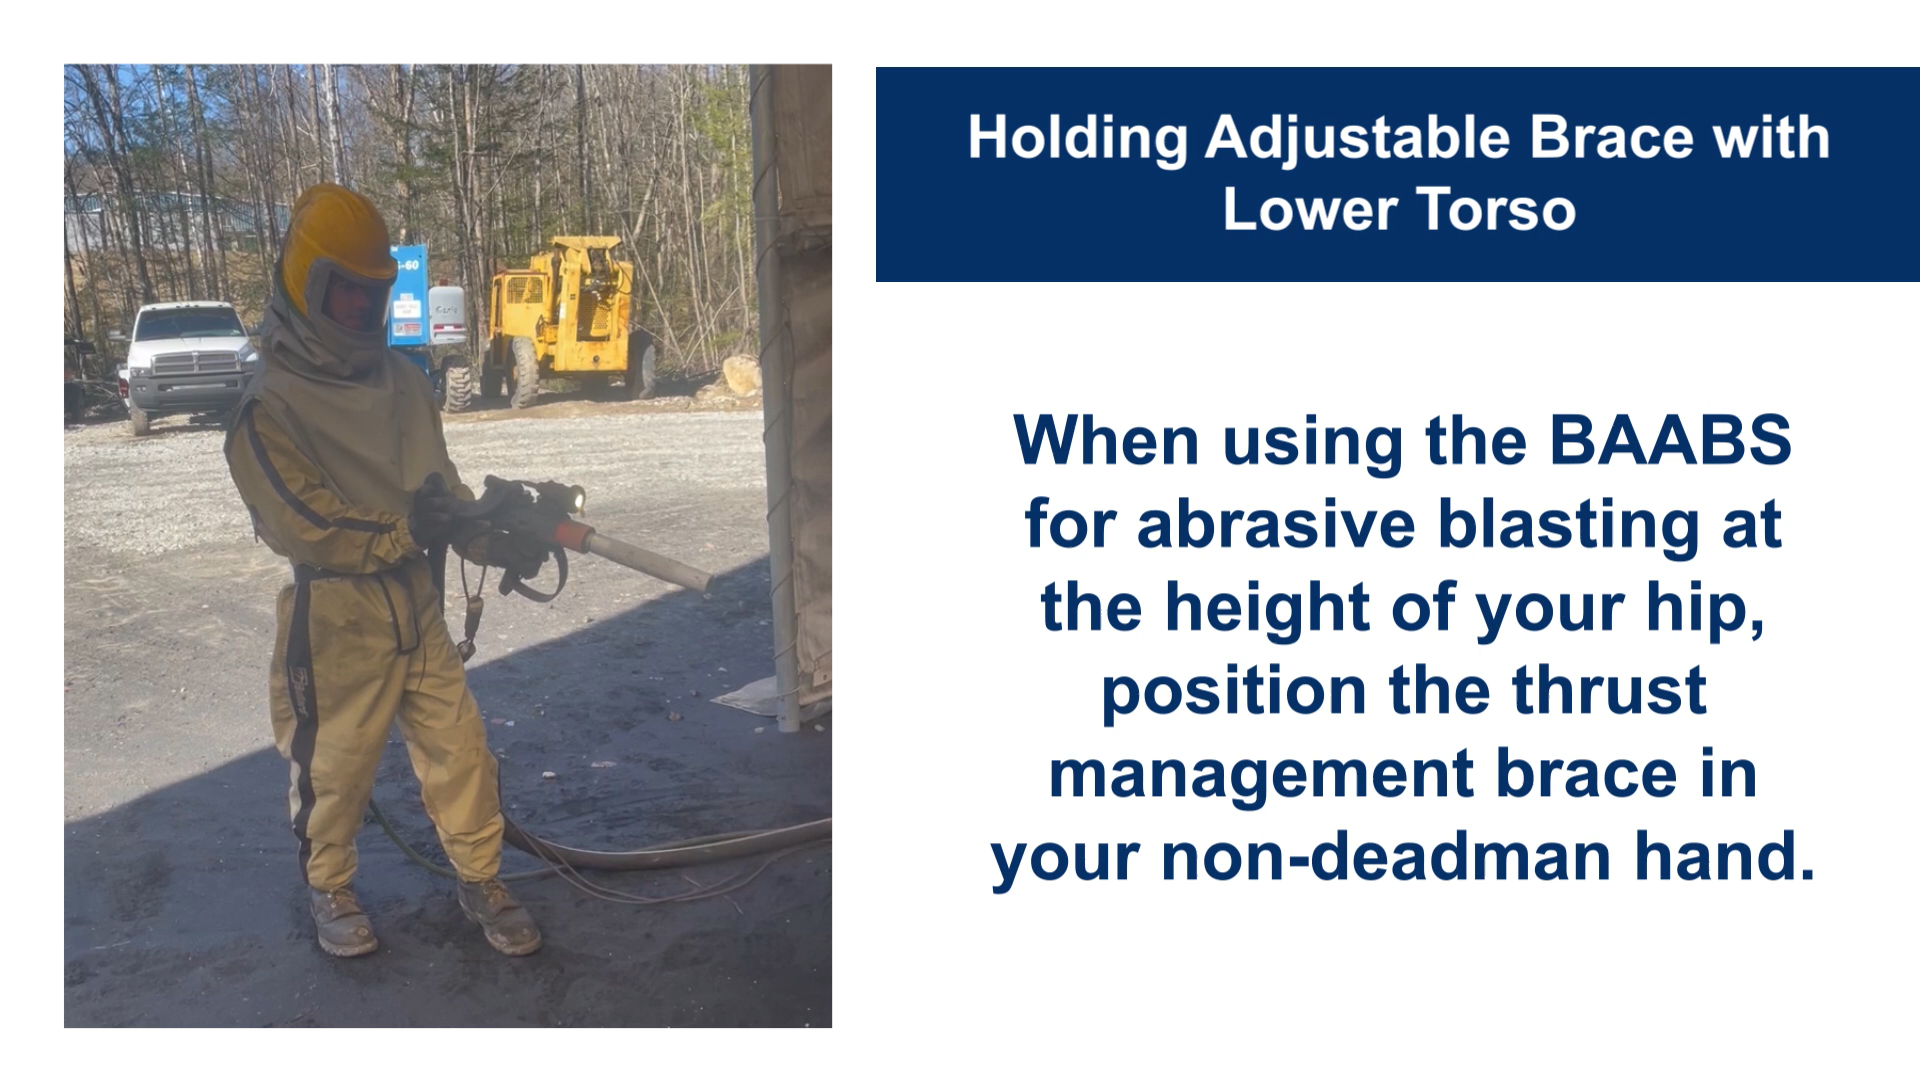 Holding Adjustable Brace with
Lower Torso
When using the BAABS
for abrasive blasting at
the height of your hip,
position the thrust
management brace in
your non-deadman hand.
-60